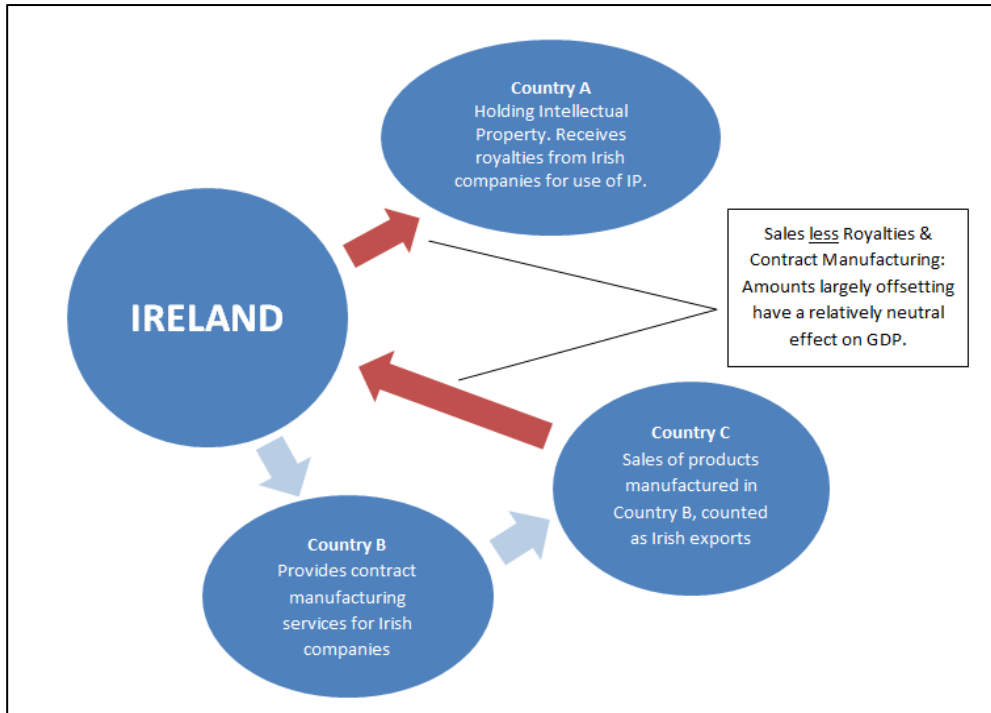 Country A
Holding Intellectual
Property. Receives
royalties from Irish
companies for use of IP.
Sales less Royalties &
Contract Manufacturing:
Amounts largely offsetting
have a relatively neutral
effect on GDP.
IRELAND
Country C
Sales of products
manufactured in
Country B, counted
as Irish exports
Country B
Provides contract
manufacturing
services for Irish
companies